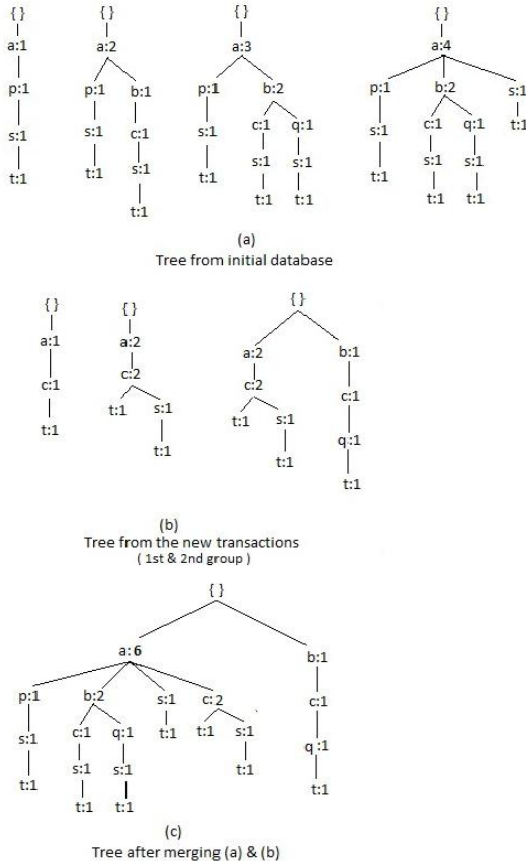 { } { } { } { }
a:1 a:2 a:3 a:4
p:1 p:1 b:1 p:1 b:2 p:1 b:2 s:1
s:1 s:1 c:1 s:1 c:1 q:1 s:1 c:1 q:1 t:1
t:1 t:1 s:1 t:1 s:1 s:1 t:1 s:1 s:1
t:1 t:1 t:1 t:1 t:1
(a)
Tree from initial database
{ } { } { }
a:1 a:2 a:2 b:1
c:1 c:2 c:2 c:1
t:1 t:1 s:1 t:1 s:1 q:1
t:1 t:1 t:1
(b)
Tree from the new transactions
( 1st & 2nd group )
{ }
a:6 b:1
p:1 b:2 s:1 c:2 c:1
s:1 c:1 q:1 t:1 t:1 s:1 q:1
t:1 s:1 s:1 t:1 t:1
t:1 t:1
(c)
Tree after merging (a) & (b)